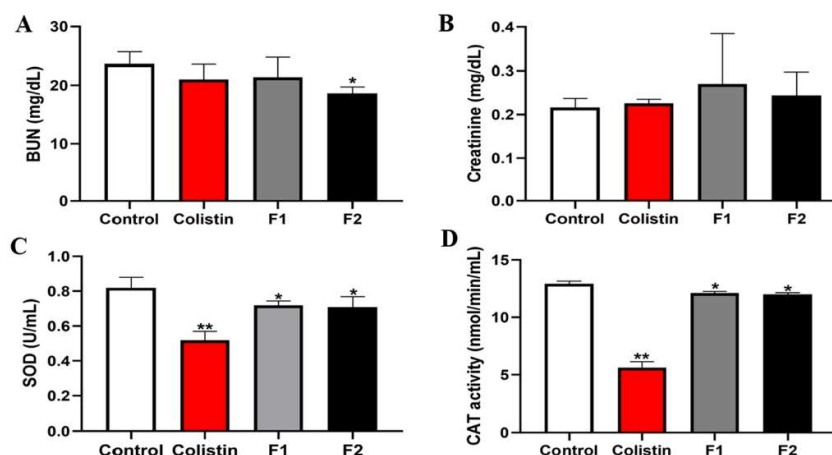 A
BUN (mg/dL)
30
20
10
0
*
Control Colistin F1 F2
B
Creatinine (mg/dL)
0.4
0.3
0.2
0.1
0.0
Control Colistin F1 F2
C
SOD (U/mL)
1.0
0.8
0.6
0.4
0.2
0.0
** * *
Control Colistin F1 F2
D
CAT activity (nmol/min/mL)
15
10
5
0
** * *
Control Colistin F1 F2